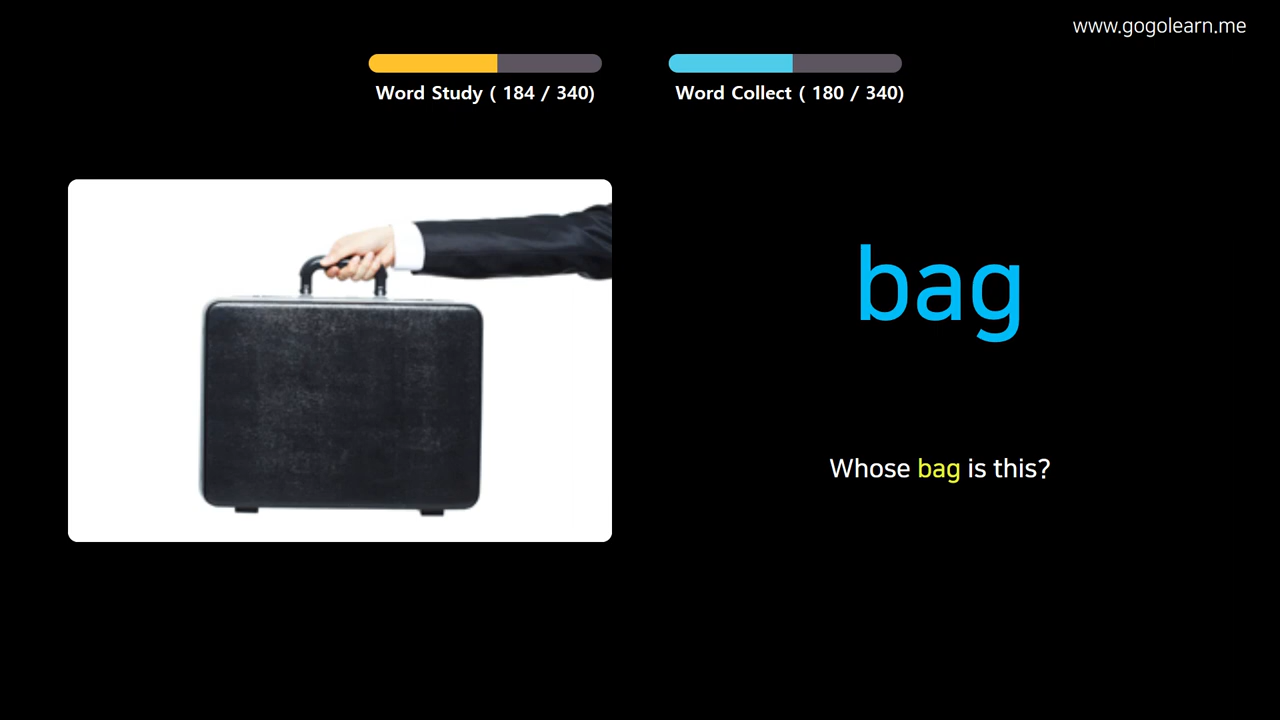 www.gogolearn.me
Word Study ( 184 / 340)
Word Collect ( 180 / 340)
bag
Whose bag is this?